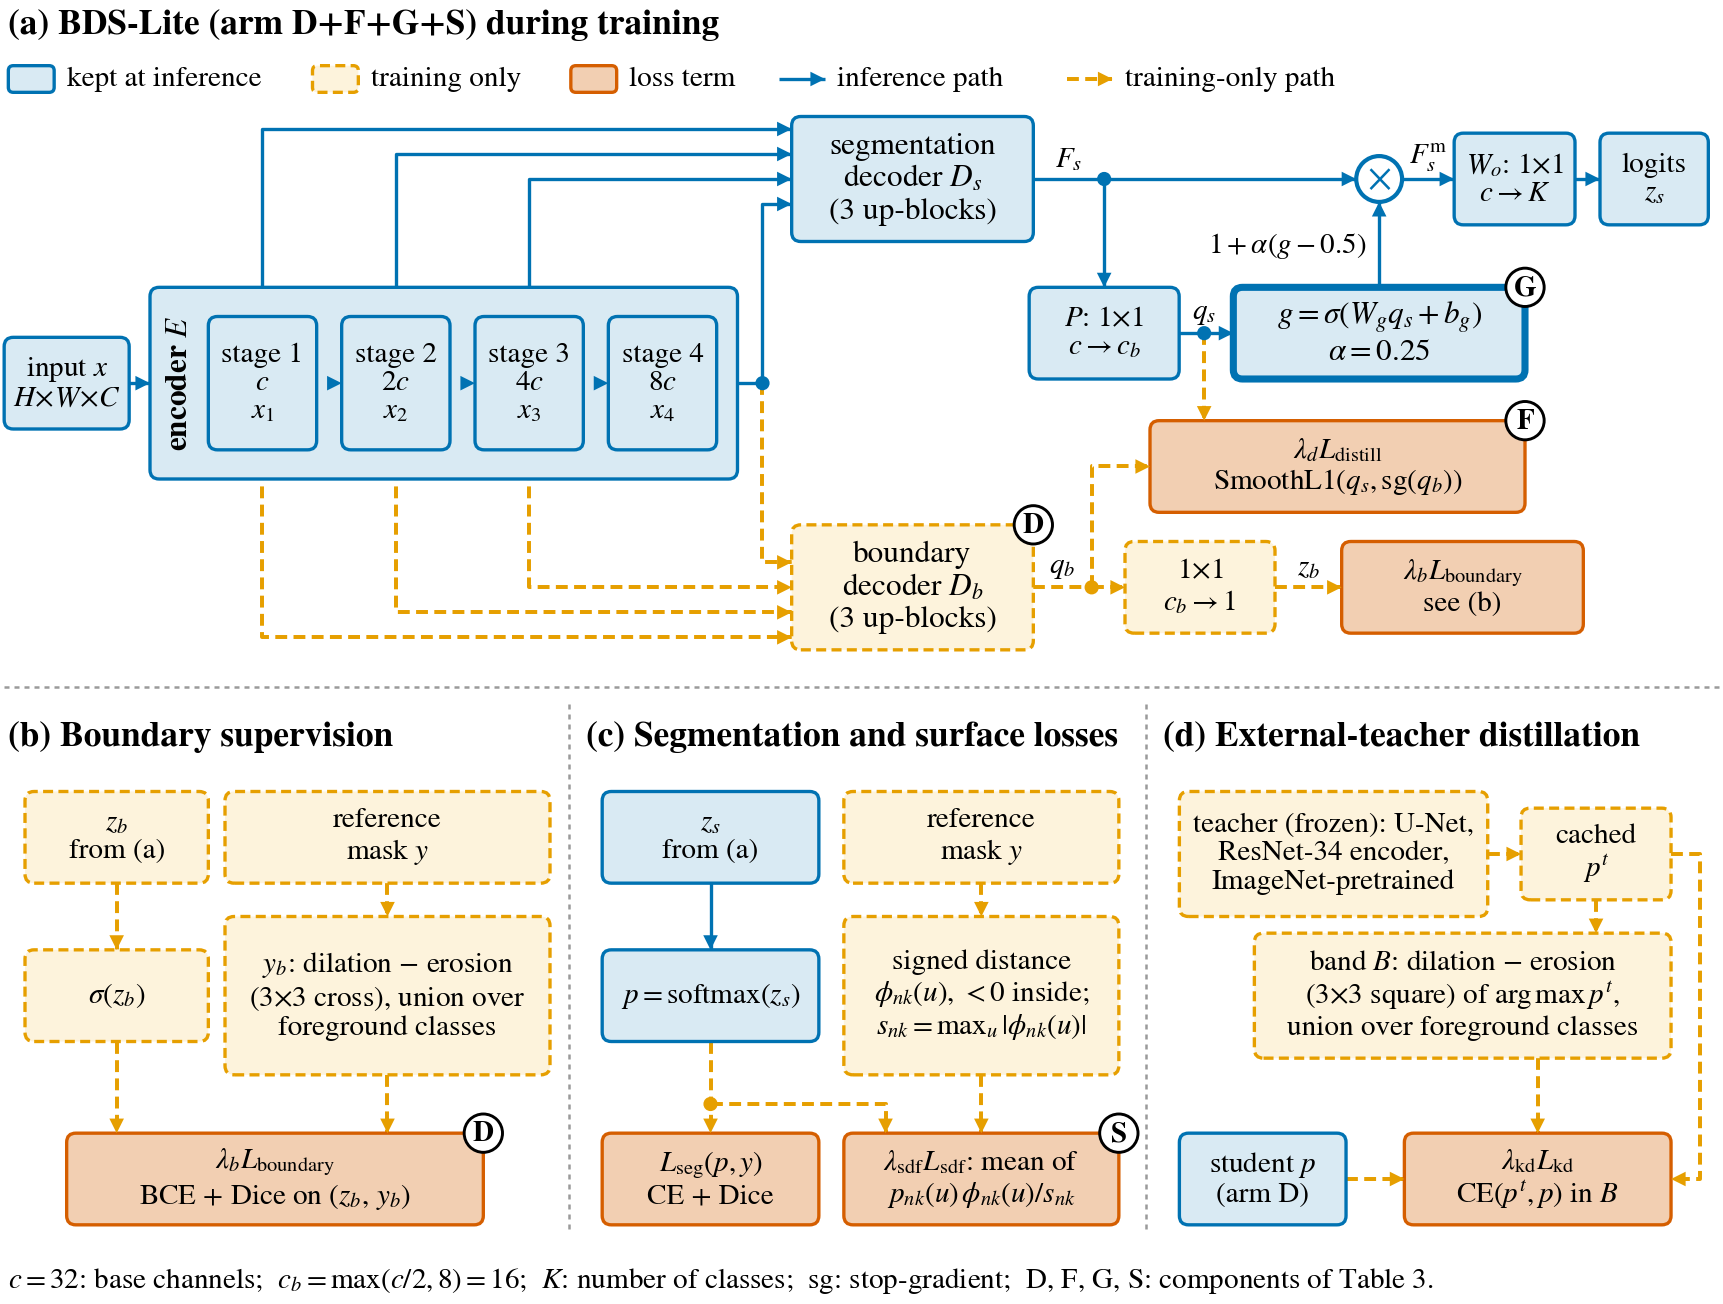 (a) BDS-Lite (arm D+F+G+S) during training
kept at inference
training only
loss term
inference path
training-only path
segmentation
decoder D_s
(3 up-blocks)
F_s
F_s^m
W_o: 1×1
c → K
logits
z_s
1 + α(g − 0.5)
input x
H×W×C
encoder E
stage 1
c
x_1
stage 2
2c
x_2
stage 3
4c
x_3
stage 4
8c
x_4
P: 1×1
c → c_b
q_s
G
g = σ(W_g q_s + b_g)
α = 0.25
F
λ_d L_distill
SmoothL1(q_s, sg(q_b))
D
boundary
decoder D_b
(3 up-blocks)
q_b
1×1
c_b → 1
z_b
λ_b L_boundary
see (b)
(b) Boundary supervision
z_b
from (a)
reference
mask y
σ(z_b)
y_b: dilation − erosion
(3×3 cross), union over
foreground classes
D
λ_b L_boundary
BCE + Dice on (z_b, y_b)
(c) Segmentation and surface losses
z_s
from (a)
reference
mask y
p = softmax(z_s)
signed distance
ϕ_nk(u), < 0 inside;
s_nk = max_u |ϕ_nk(u)|
L_seg(p, y)
CE + Dice
S
λ_sdf L_sdf: mean of
p_nk(u) ϕ_nk(u)/s_nk
(d) External-teacher distillation
teacher (frozen): U-Net,
ResNet-34 encoder,
ImageNet-pretrained
cached
p^t
band B: dilation − erosion
(3×3 square) of arg max p^t,
union over foreground classes
student p
(arm D)
λ_kd L_kd
CE(p^t, p) in B
c = 32: base channels; c_b = max(c/2, 8) = 16; K: number of classes; sg: stop-gradient; D, F, G, S: components of Table 3.